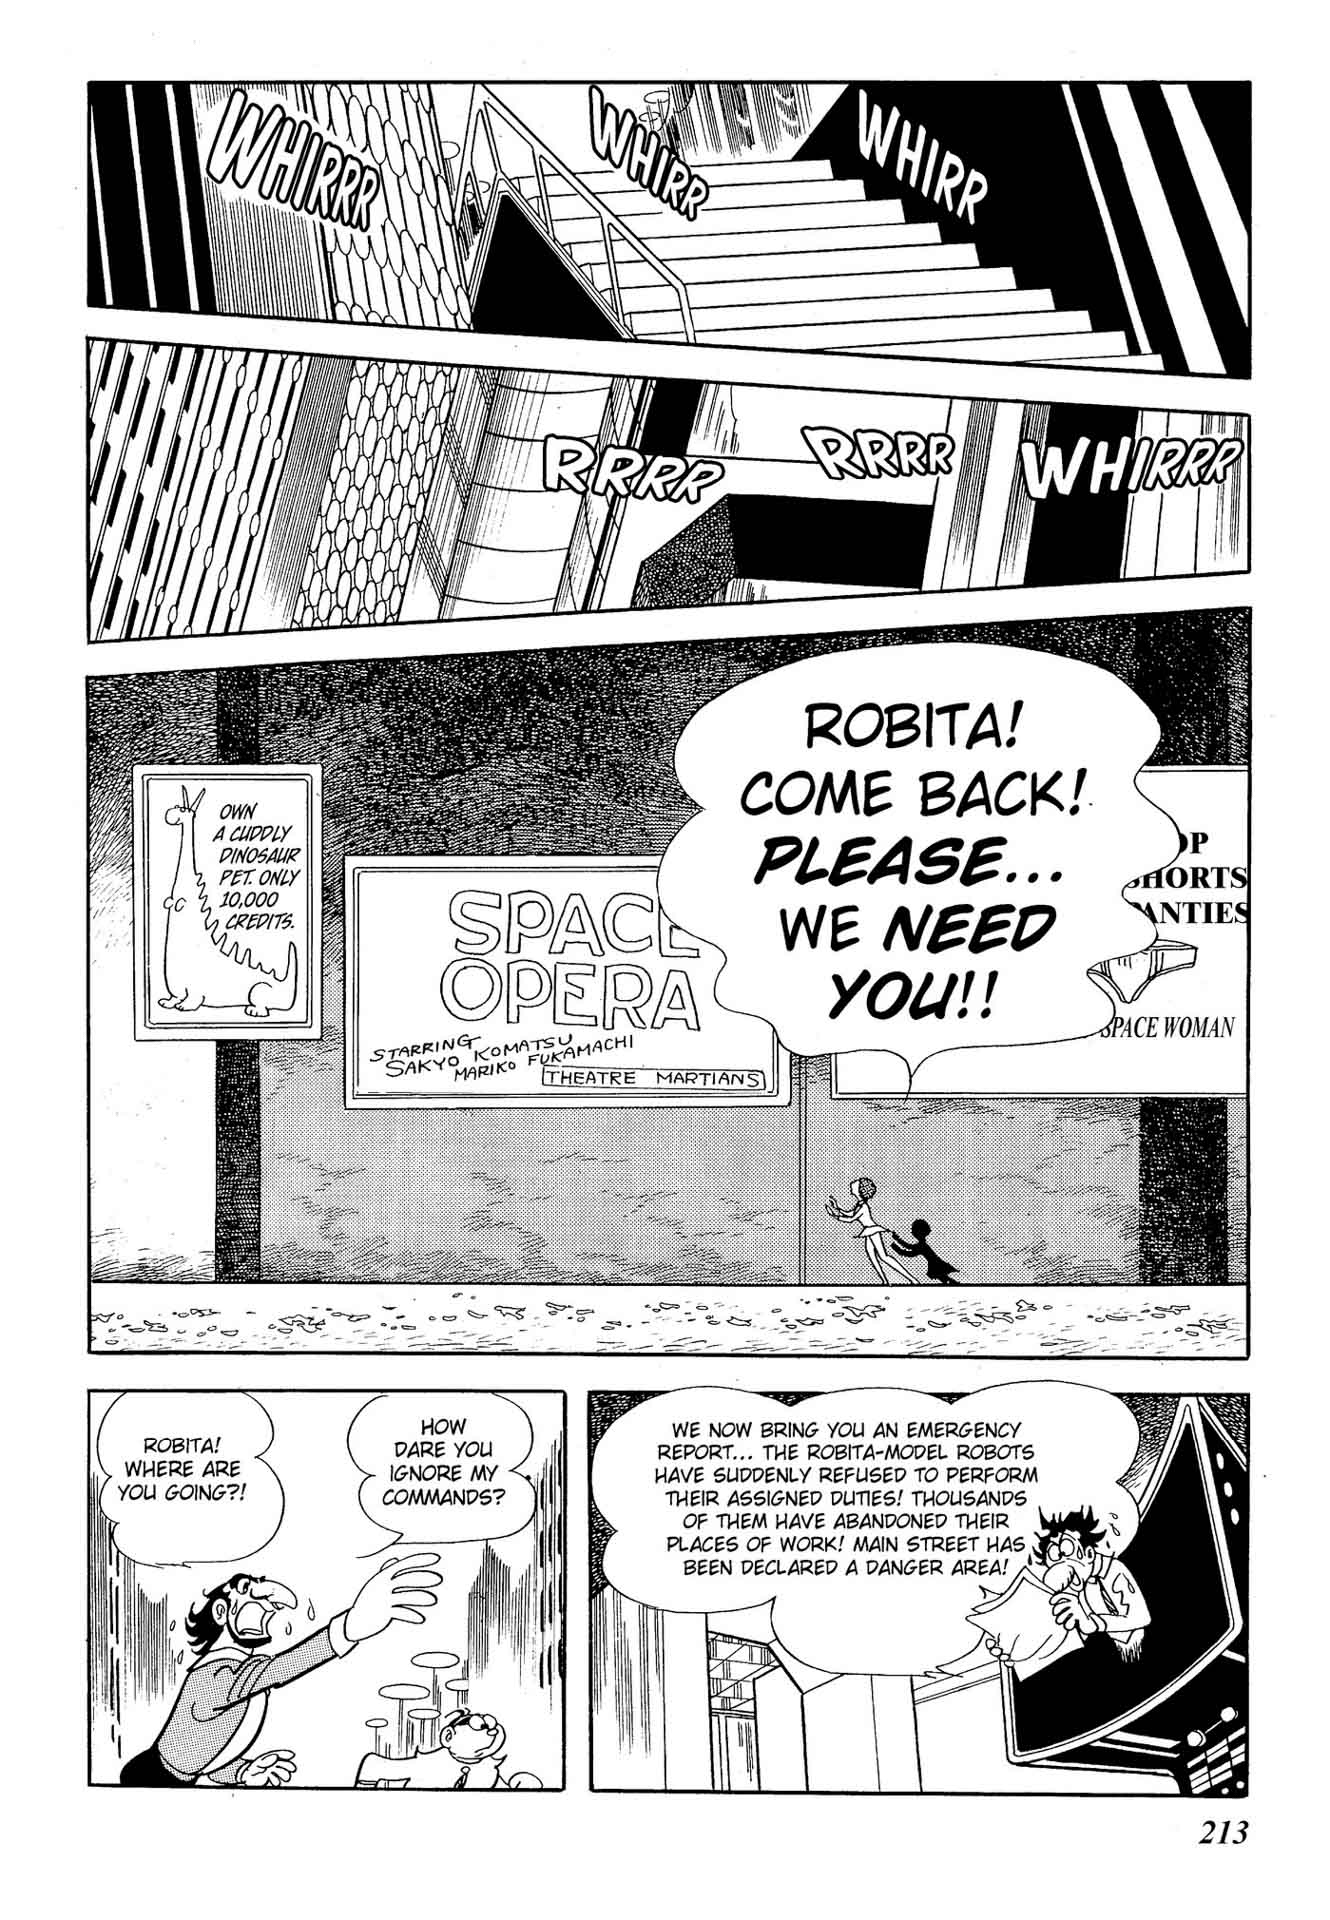 WHIRRR
WHIRR
WHIRR
RRRRR
RRRR
WHIRRR
ROBITA!
COME BACK!
PLEASE...
WE NEED
YOU!!
OWN
A CUDDLY
DINOSAUR
PET. ONLY
10,000
CREDITS.
SPACE
OPERA
STARRING
SAKYO KOMATSU
MARIKO FUKAMACHI
THEATRE MARTIANS
OP
SHORTS
PANTIES
SPACE WOMAN
ROBITA!
WHERE ARE
YOU GOING?!
HOW
DARE YOU
IGNORE MY
COMMANDS?
WE NOW BRING YOU AN EMERGENCY
REPORT... THE ROBITA-MODEL ROBOTS
HAVE SUDDENLY REFUSED TO PERFORM
THEIR ASSIGNED DUTIES! THOUSANDS
OF THEM HAVE ABANDONED THEIR
PLACES OF WORK! MAIN STREET HAS
BEEN DECLARED A DANGER AREA!
213